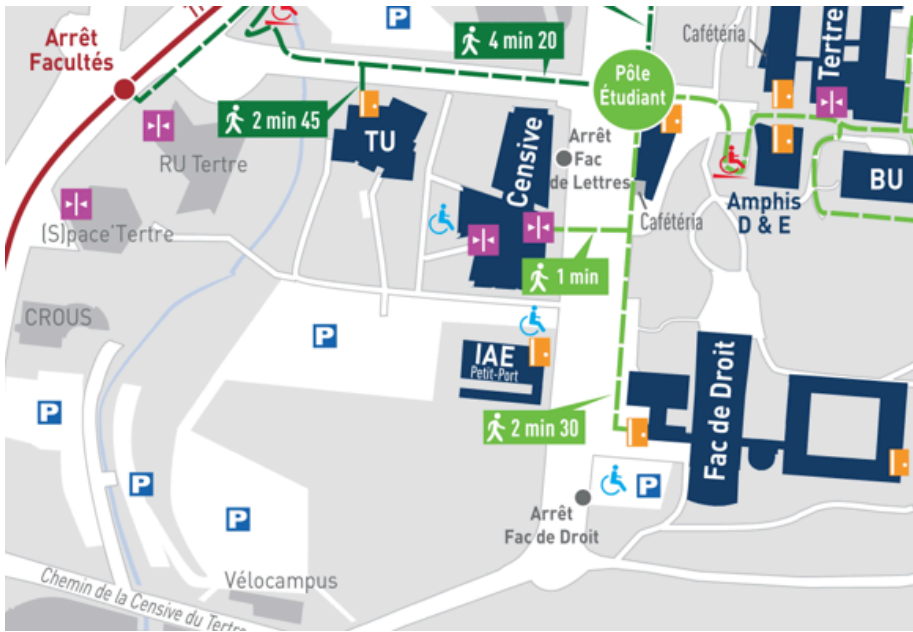 Arrêt
Facultés
4 min 20
Cafétéria
Tertre
Pôle
Étudiant
2 min 45
TU
Censive
Arrêt
Fac
de Lettres
RU Tertre
Cafétéria
Amphis
D & E
BU
(S)pace'Tertre
1 min
CROUS
P
IAE
Petit-Port
Fac de Droit
P
2 min 30
P
P
P
Arrêt
Fac de Droit
Vélocampus
Chemin de la Censive du Tertre
P